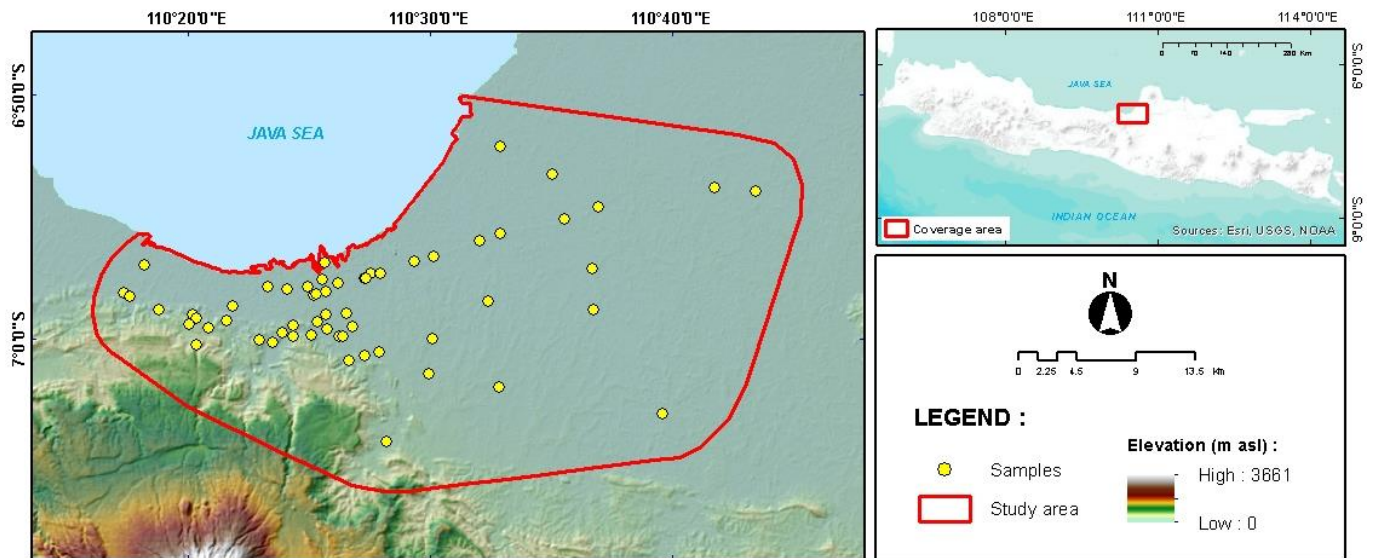 110°20'0"E
110°30'0"E
110°40'0"E
6°50'0"S
7°0'0"S
JAVA SEA
108°0'0"E
111°0'0"E
114°0'0"E
6°0'0"S
9°0'0"S
0 70 140 280 Km
JAVA SEA
INDIAN OCEAN
Coverage area
Sources: Esri, USGS, NOAA
N
0 2.25 4.5 9 13.5 Km
LEGEND :
Samples
Study area
Elevation (m asl) :
High : 3661
Low : 0